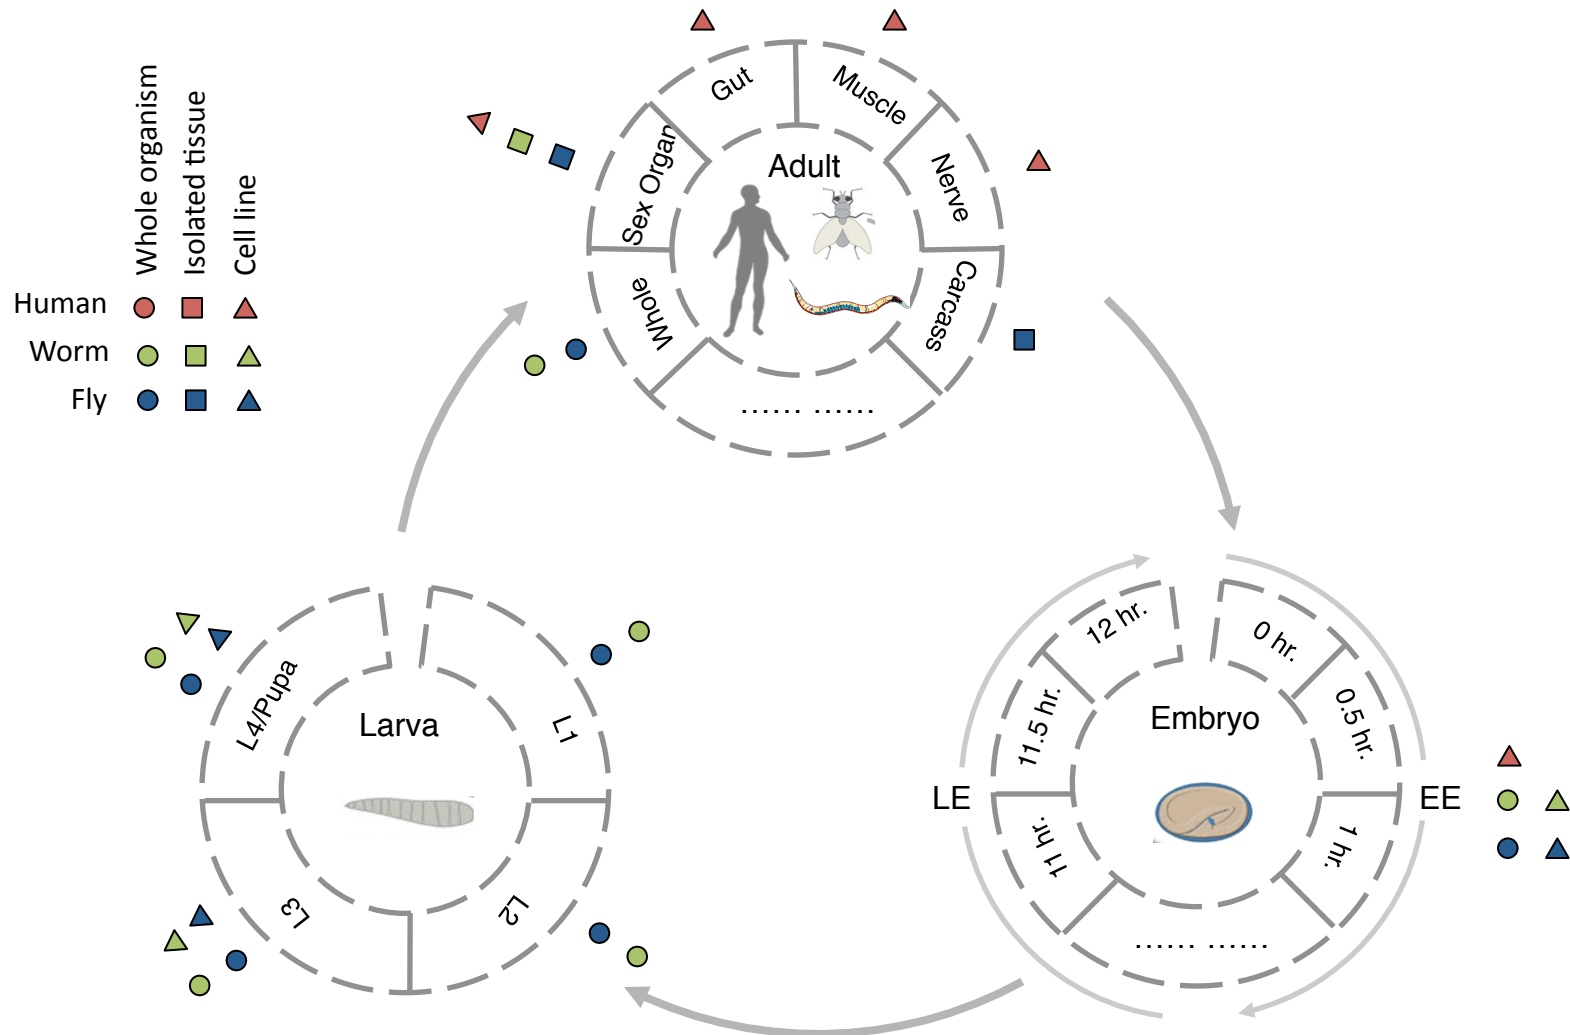 Whole organism
Isolated tissue
Cell line
Human
Worm
Fly
Adult
Gut
Muscle
Nerve
Carcass
...... ......
Whole
Sex Organ
Embryo
0 hr.
0.5 hr.
1 hr.
...... ......
11 hr.
11.5 hr.
12 hr.
LE
EE
Larva
L1
L2
L3
L4/Pupa